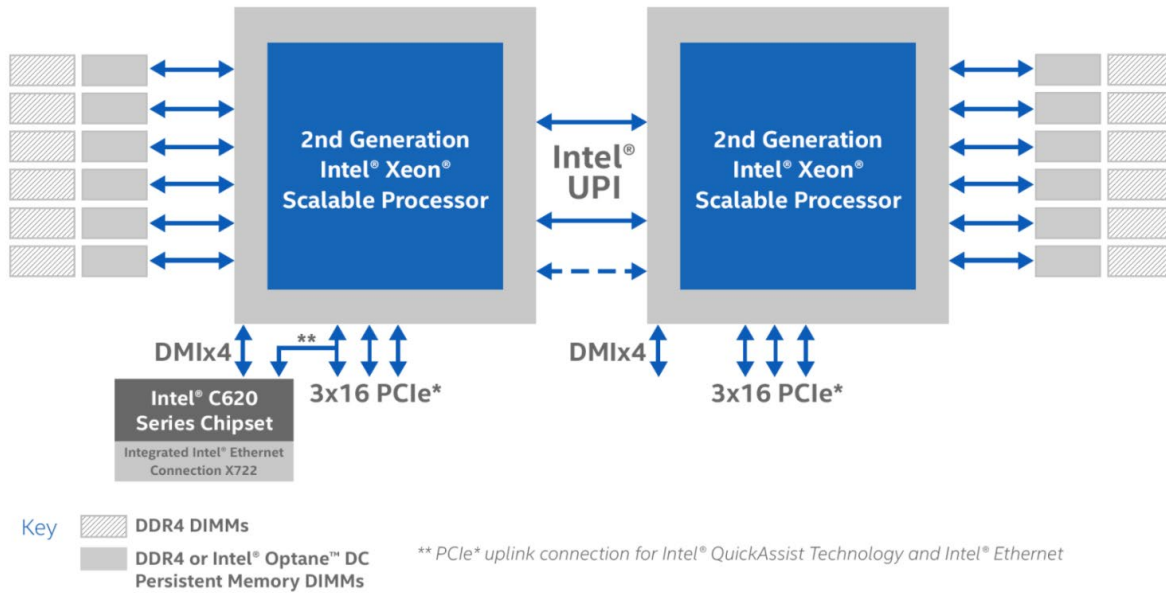 2nd Generation
Intel® Xeon®
Scalable Processor
Intel®
UPI
2nd Generation
Intel® Xeon®
Scalable Processor
DMIx4
**
3x16 PCIe*
DMIx4
3x16 PCIe*
Intel® C620
Series Chipset
Integrated Intel® Ethernet
Connection X722
Key
DDR4 DIMMs
DDR4 or Intel® Optane™ DC
Persistent Memory DIMMs
** PCIe* uplink connection for Intel® QuickAssist Technology and Intel® Ethernet